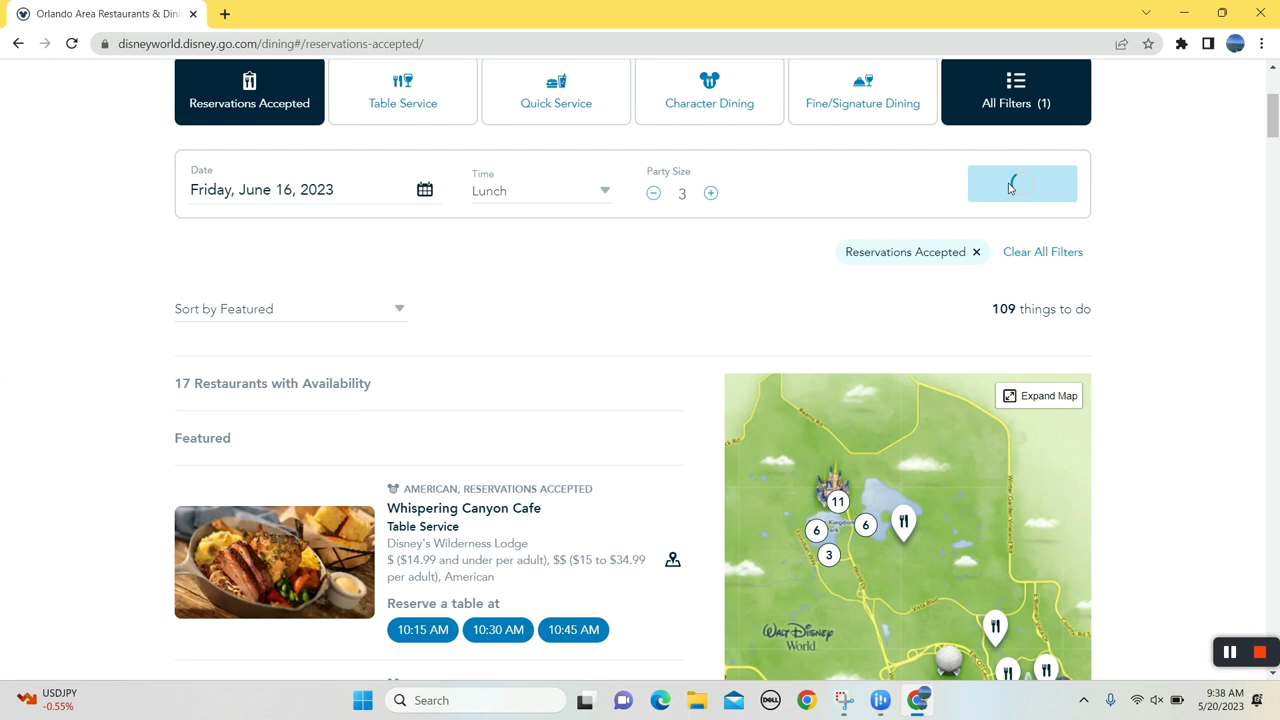 Orlando Area Restaurants & Dini
disneyworld.disney.go.com/dining#/reservations-accepted/
Reservations Accepted
Table Service
Quick Service
Character Dining
Fine/Signature Dining
All Filters (1)
Date
Friday, June 16, 2023
Time
Lunch
Party Size
3
Reservations Accepted
Clear All Filters
Sort by Featured
109 things to do
17 Restaurants with Availability
Expand Map
Featured
AMERICAN, RESERVATIONS ACCEPTED
Whispering Canyon Cafe
Table Service
Disney's Wilderness Lodge
$ ($14.99 and under per adult), $$ ($15 to $34.99
per adult), American
Reserve a table at
10:15 AM
10:30 AM
10:45 AM
11
6
6
3
WALT DISNEY
World
USDJPY
-0.55%
Search
DELL
9:38 AM
5/20/2023